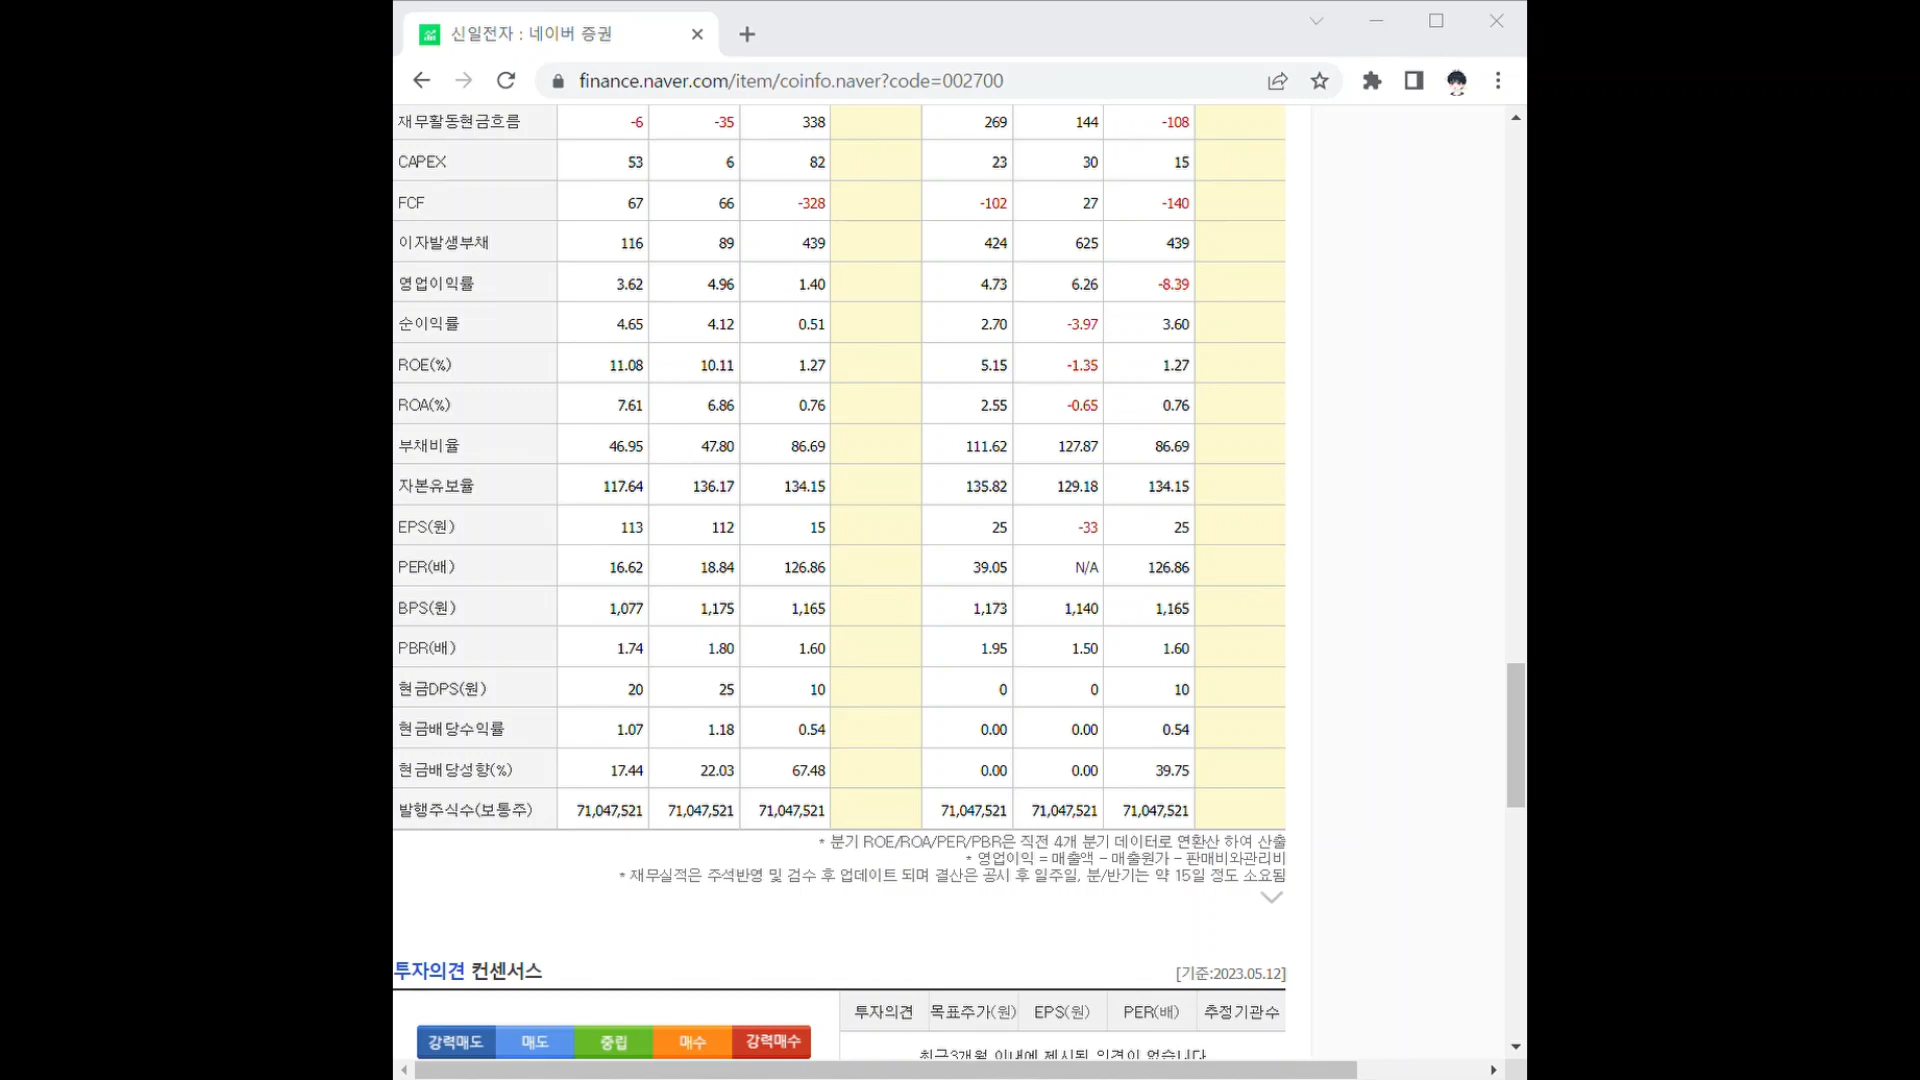 신일전자 : 네이버 증권
finance.naver.com/item/coinfo.naver?code=002700
재무활동현금흐름 -6 -35 338 269 144 -108
CAPEX 53 6 82 23 30 15
FCF 67 66 -328 -102 27 -140
이자발생부채 116 89 439 424 625 439
영업이익률 3.62 4.96 1.40 4.73 6.26 -8.39
순이익률 4.65 4.12 0.51 2.70 -3.97 3.60
ROE(%) 11.08 10.11 1.27 5.15 -1.35 1.27
ROA(%) 7.61 6.86 0.76 2.55 -0.65 0.76
부채비율 46.95 47.80 86.69 111.62 127.87 86.69
자본유보율 117.64 136.17 134.15 135.82 129.18 134.15
EPS(원) 113 112 15 25 -33 25
PER(배) 16.62 18.84 126.86 39.05 N/A 126.86
BPS(원) 1,077 1,175 1,165 1,173 1,140 1,165
PBR(배) 1.74 1.80 1.60 1.95 1.50 1.60
현금DPS(원) 20 25 10 0 0 10
현금배당수익률 1.07 1.18 0.54 0.00 0.00 0.54
현금배당성향(%) 17.44 22.03 67.48 0.00 0.00 39.75
발행주식수(보통주) 71,047,521 71,047,521 71,047,521 71,047,521 71,047,521 71,047,521
* 분기 ROE/ROA/PER/PBR은 직전 4개 분기 데이터로 연환산 하여 산출
* 영업이익 = 매출액 - 매출원가 - 판매비와관리비
* 재무실적은 주석반영 및 검수 후 업데이트 되며 결산은 공시 후 일주일, 분/반기는 약 15일 정도 소요됨
투자의견 컨센서스 [기준:2023.05.12]
투자의견 목표주가(원) EPS(원) PER(배) 추정기관수
강력매도 매도 중립 매수 강력매수
최근3개월 이내에 제시된 의견이 없습니다